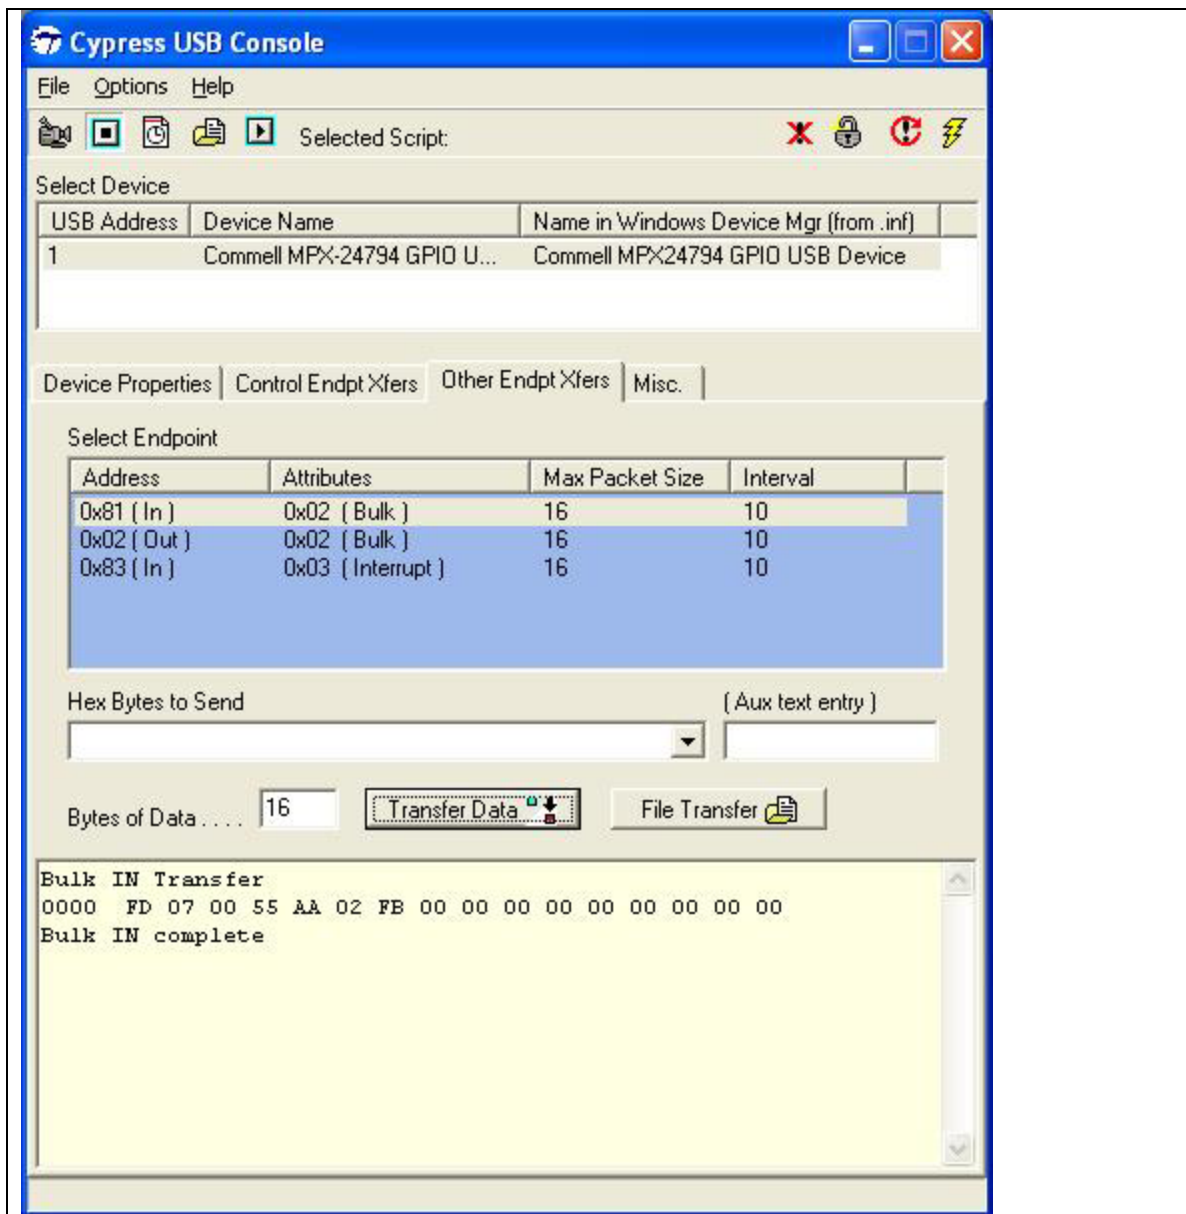 Cypress USB Console
File Options Help
Selected Script:
Select Device
USB Address Device Name Name in Windows Device Mgr (from .inf)
1 Commell MPX-24794 GPIO U... Commell MPX24794 GPIO USB Device
Device Properties Control Endpt Xfers Other Endpt Xfers Misc.
Select Endpoint
Address Attributes Max Packet Size Interval
0x81 ( In ) 0x02 ( Bulk ) 16 10
0x02 ( Out ) 0x02 ( Bulk ) 16 10
0x83 ( In ) 0x03 ( Interrupt ) 16 10
Hex Bytes to Send ( Aux text entry )
Bytes of Data . . . . 16 Transfer Data File Transfer
Bulk IN Transfer
0000 FD 07 00 55 AA 02 FB 00 00 00 00 00 00 00 00 00
Bulk IN complete